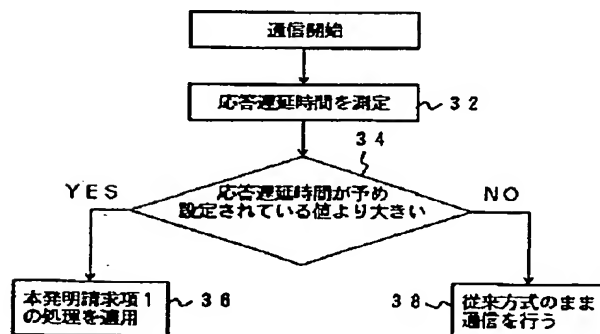 通信開始
応答遅延時間を測定
32
34
応答遅延時間が予め
設定されている値より大きい
YES
NO
本発明請求項1
の処理を適用
36
38
従来方式のまま
通信を行う